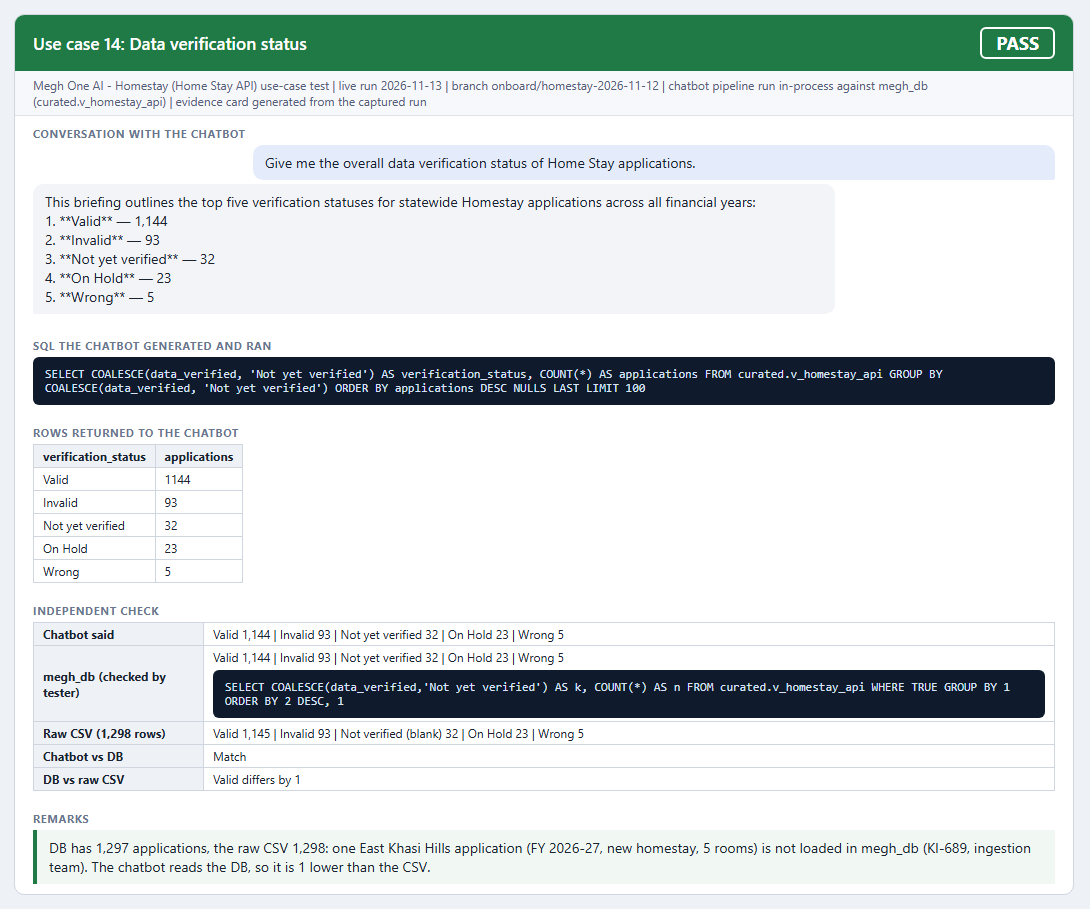 Use case 14: Data verification status
PASS
Megh One AI - Homestay (Home Stay API) use-case test | live run 2026-11-13 | branch onboard/homestay-2026-11-12 | chatbot pipeline run in-process against megh_db
(curated.v_homestay_api) | evidence card generated from the captured run
CONVERSATION WITH THE CHATBOT
Give me the overall data verification status of Home Stay applications.
This briefing outlines the top five verification statuses for statewide Homestay applications across all financial years:
1. **Valid** — 1,144
2. **Invalid** — 93
3. **Not yet verified** — 32
4. **On Hold** — 23
5. **Wrong** — 5
SQL THE CHATBOT GENERATED AND RAN
SELECT COALESCE(data_verified, 'Not yet verified') AS verification_status, COUNT(*) AS applications FROM curated.v_homestay_api GROUP BY
COALESCE(data_verified, 'Not yet verified') ORDER BY applications DESC NULLS LAST LIMIT 100
ROWS RETURNED TO THE CHATBOT
verification_status applications
Valid 1144
Invalid 93
Not yet verified 32
On Hold 23
Wrong 5
INDEPENDENT CHECK
Chatbot said Valid 1,144 | Invalid 93 | Not yet verified 32 | On Hold 23 | Wrong 5
megh_db (checked by
tester)
Valid 1,144 | Invalid 93 | Not yet verified 32 | On Hold 23 | Wrong 5
SELECT COALESCE(data_verified,'Not yet verified') AS k, COUNT(*) AS n FROM curated.v_homestay_api WHERE TRUE GROUP BY 1
ORDER BY 2 DESC, 1
Raw CSV (1,298 rows) Valid 1,145 | Invalid 93 | Not verified (blank) 32 | On Hold 23 | Wrong 5
Chatbot vs DB Match
DB vs raw CSV Valid differs by 1
REMARKS
DB has 1,297 applications, the raw CSV 1,298: one East Khasi Hills application (FY 2026-27, new homestay, 5 rooms) is not loaded in megh_db (KI-689, ingestion
team). The chatbot reads the DB, so it is 1 lower than the CSV.